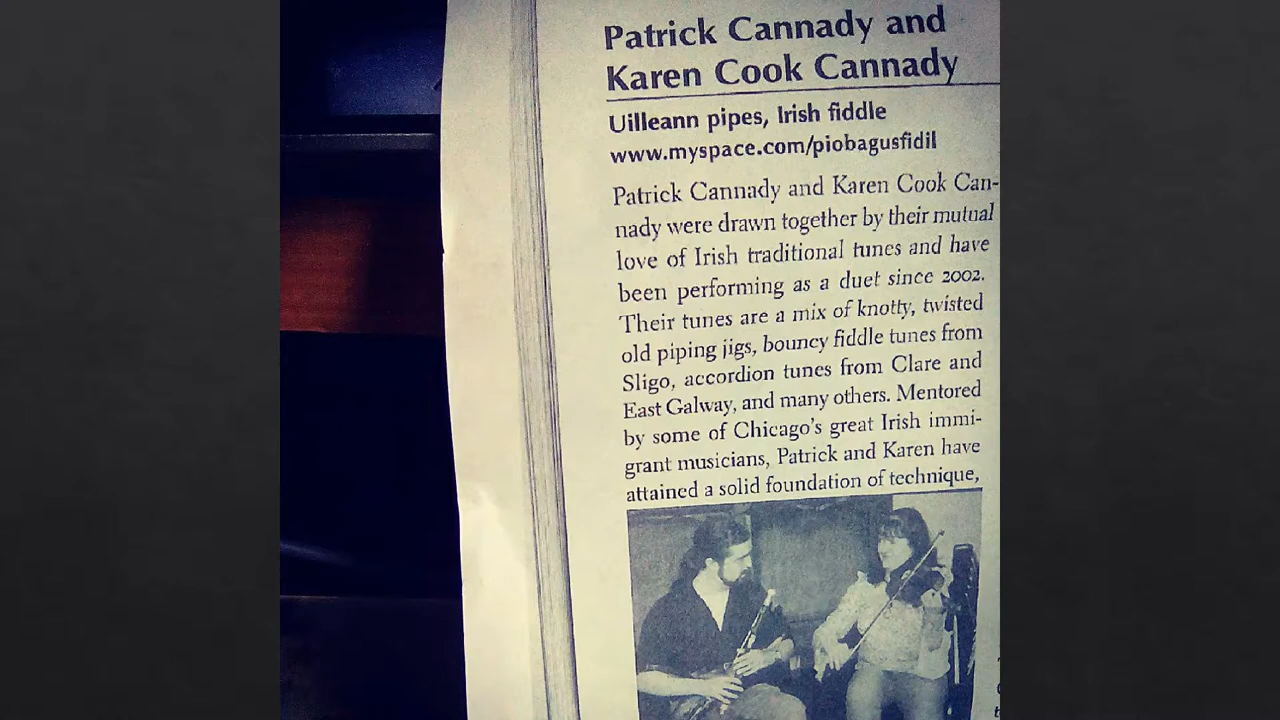 Patrick Cannady and
Karen Cook Cannady
Uilleann pipes, Irish fiddle
www.myspace.com/piobagusfidil
Patrick Cannady and Karen Cook Can-
nady were drawn together by their mutual
love of Irish traditional tunes and have
been performing as a duet since 2002.
Their tunes are a mix of knotty, twisted
old piping jigs, bouncy fiddle tunes from
Sligo, accordion tunes from Clare and
East Galway, and many others. Mentored
by some of Chicago's great Irish immi-
grant musicians, Patrick and Karen have
attained a solid foundation of technique,